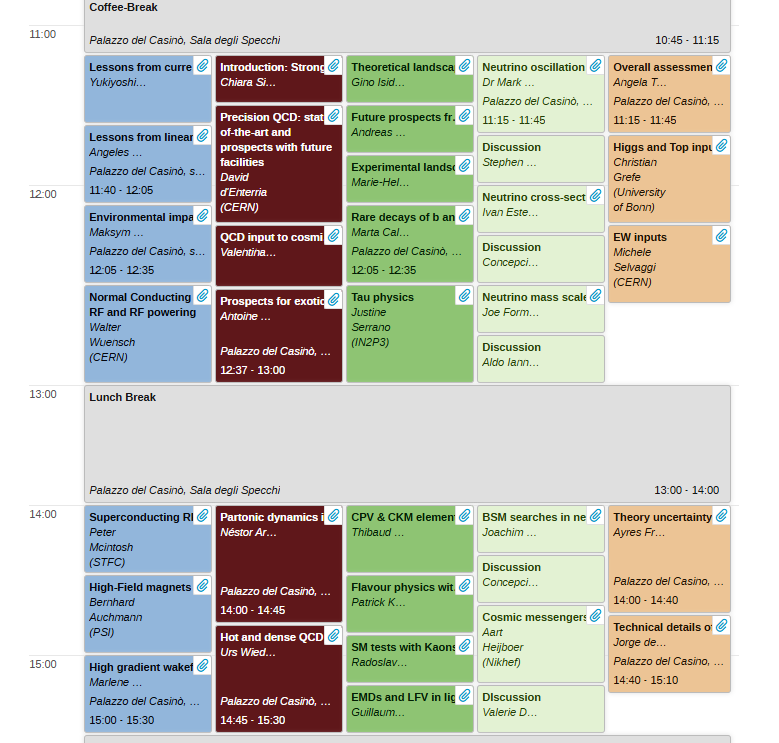 Coffee-Break
11:00
Palazzo del Casinò, Sala degli Specchi
10:45 - 11:15
Lessons from curre
Yukiyoshi…
Lessons from linear
Angeles …
Palazzo del Casinò, s…
11:40 - 12:05
12:00
Environmental impa
Maksym …
Palazzo del Casinò, s…
12:05 - 12:35
Normal Conducting
RF and RF powering
Walter
Wuensch
(CERN)
Introduction: Strong
Chiara Si…
Precision QCD: stat
of-the-art and
prospects with future
facilities
David
d'Enterria
(CERN)
QCD input to cosmi
Valentina…
Prospects for exotic
Antoine …
Palazzo del Casinò, …
12:37 - 13:00
Theoretical landsca
Gino Isid…
Future prospects fr…
Andreas …
Experimental landsc
Marie-Hel…
Rare decays of b an
Marta Cal…
Palazzo del Casinò, …
12:05 - 12:35
Tau physics
Justine
Serrano
(IN2P3)
Neutrino oscillation
Dr Mark …
Palazzo del Casinò, …
11:15 - 11:45
Discussion
Stephen …
Neutrino cross-sect
Ivan Este…
Discussion
Concepci…
Neutrino mass scale
Joe Form…
Discussion
Aldo Iann…
Overall assessmen
Angela T…
Palazzo del Casinò, …
11:15 - 11:45
Higgs and Top inpu
Christian
Grefe
(University
of Bonn)
EW inputs
Michele
Selvaggi
(CERN)
13:00
Lunch Break
Palazzo del Casinò, Sala degli Specchi
13:00 - 14:00
14:00
Superconducting RF
Peter
Mcintosh
(STFC)
High-Field magnets
Bernhard
Auchmann
(PSI)
15:00
High gradient wakef
Marlene …
Palazzo del Casinò, …
15:00 - 15:30
Partonic dynamics i
Néstor Ar…
Palazzo del Casinò, …
14:00 - 14:45
Hot and dense QCD
Urs Wied…
Palazzo del Casinò, …
14:45 - 15:30
CPV & CKM elemen
Thibaud …
Flavour physics wit
Patrick K…
SM tests with Kaons
Radoslav…
EMDs and LFV in lig
Guillaum…
BSM searches in ne
Joachim …
Discussion
Concepci…
Cosmic messengers
Aart
Heijboer
(Nikhef)
DIscussion
Valerie D…
Theory uncertainty
Ayres Fr…
Palazzo del Casino, …
14:00 - 14:40
Technical details of
Jorge de…
Palazzo del Casino, …
14:40 - 15:10